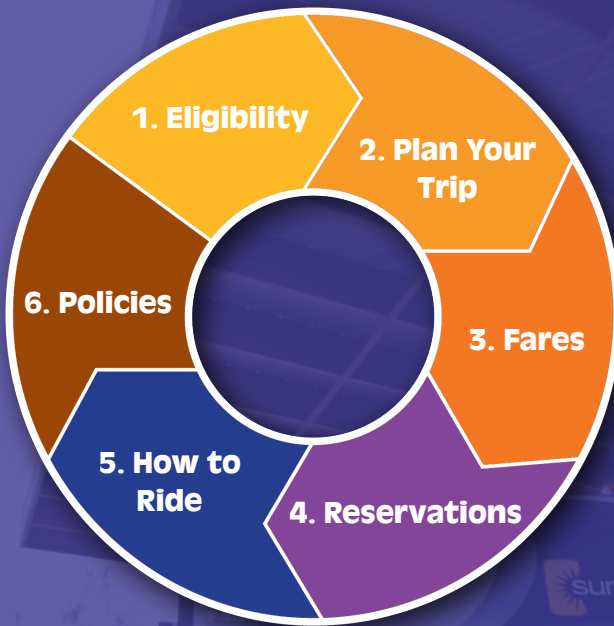 1. Eligibility
2. Plan Your
Trip
3. Fares
4. Reservations
5. How to
Ride
6. Policies